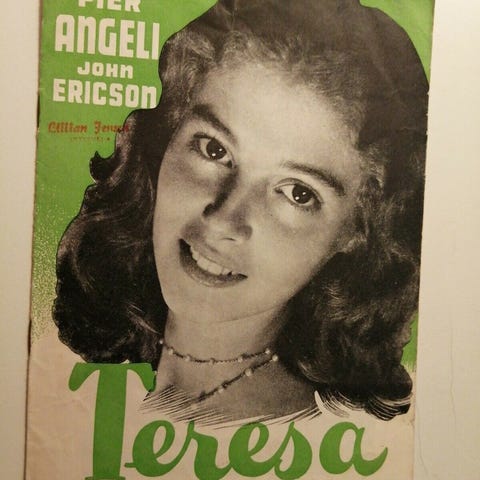 PIER
ANGELI
JOHN
ERICSON
Teresa